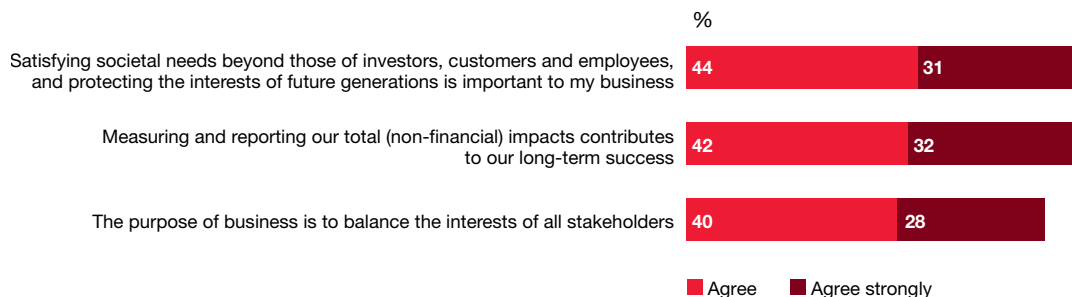 %
Satisfying societal needs beyond those of investors, customers and employees,
and protecting the interests of future generations is important to my business
44 31
Measuring and reporting our total (non-financial) impacts contributes
to our long-term success
42 32
The purpose of business is to balance the interests of all stakeholders
40 28
Agree Agree strongly